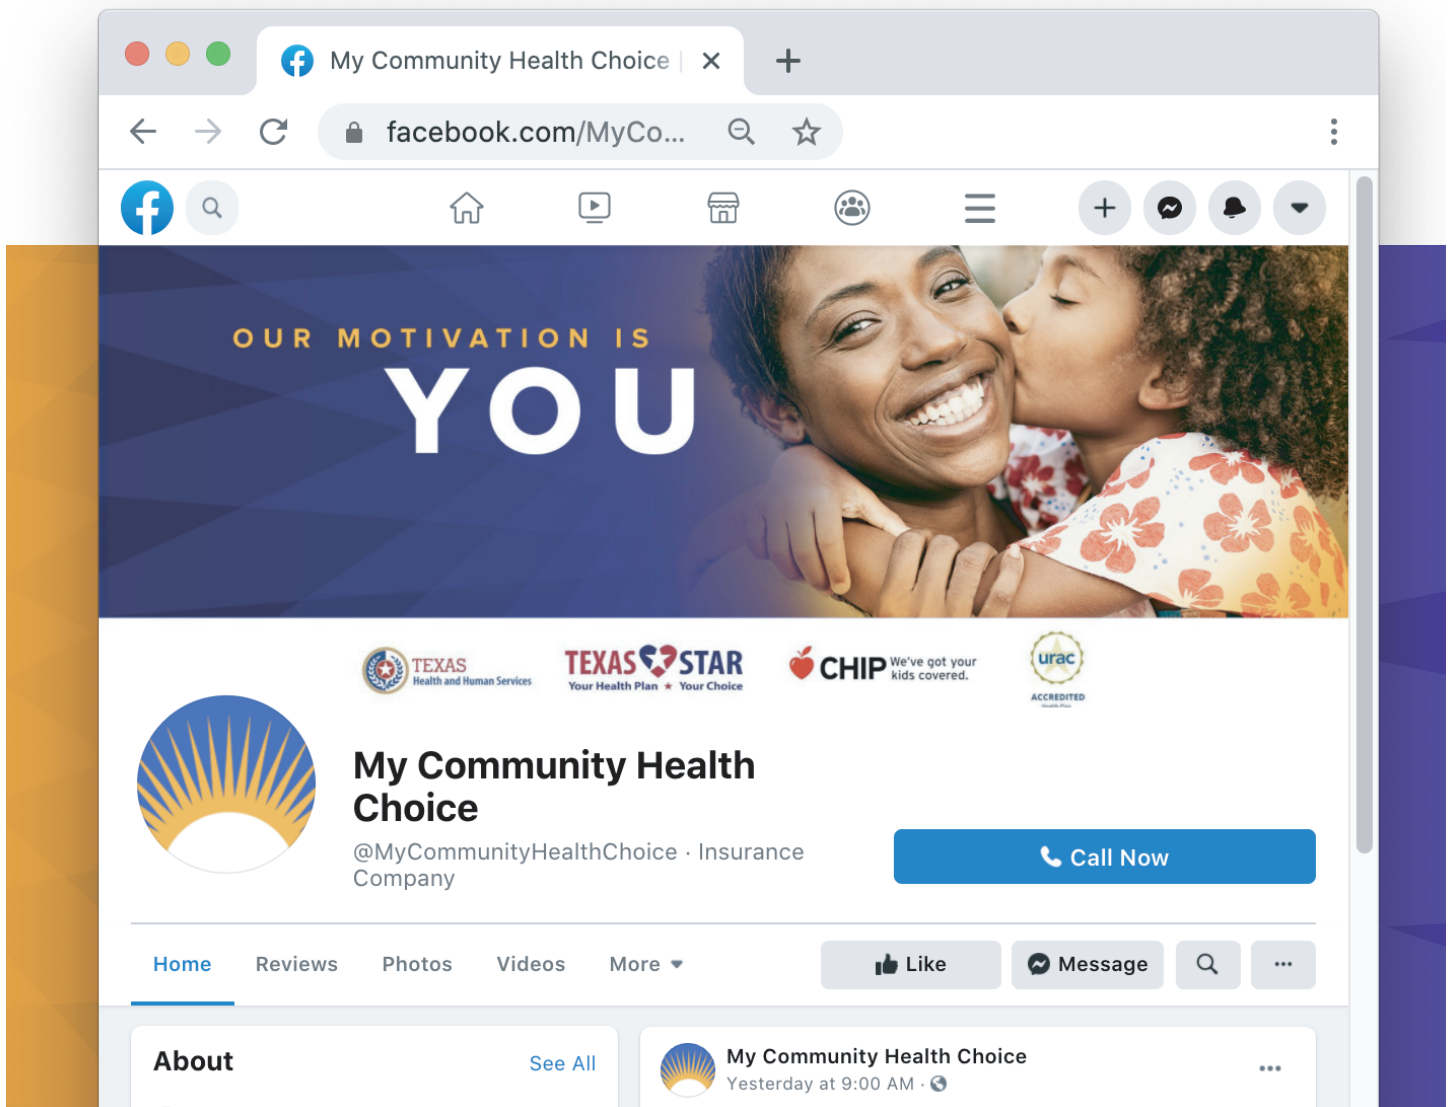 My Community Health Choice
facebook.com/MyCo...
OUR MOTIVATION IS
YOU
TEXAS
Health and Human Services
TEXAS STAR
Your Health Plan ★ Your Choice
CHIP We've got your
kids covered.
urac
ACCREDITED
Health Plan
My Community Health
Choice
@MyCommunityHealthChoice · Insurance
Company
Call Now
Home Reviews Photos Videos More
Like Message
About See All
My Community Health Choice
Yesterday at 9:00 AM ·